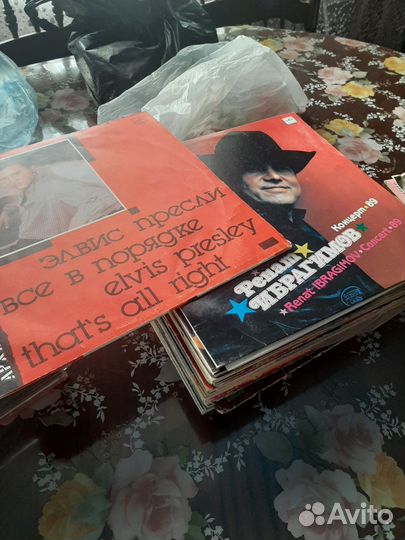 ЭЛВИС ПРЕСЛИ
ВСЕ В ПОРЯДКЕ
elvis presley
that's all right
Концерт-89
Ренат
ИБРАГИМОВ
Renat IBRAGIMOV • Concert • 89
Avito